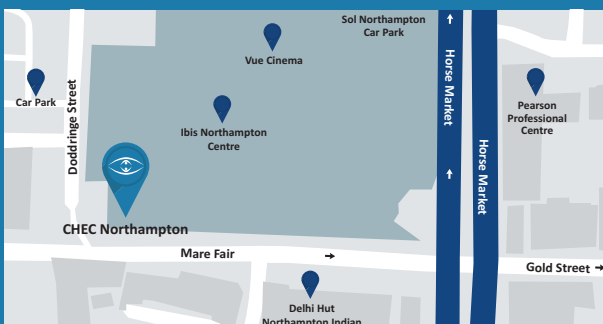 Sol Northampton
Car Park
Vue Cinema
Car Park
Doddringe Street
Horse Market
Horse Market
Pearson
Professional
Centre
Ibis Northampton
Centre
CHEC Northampton
Mare Fair
Gold Street
Delhi Hut
Northampton Indian